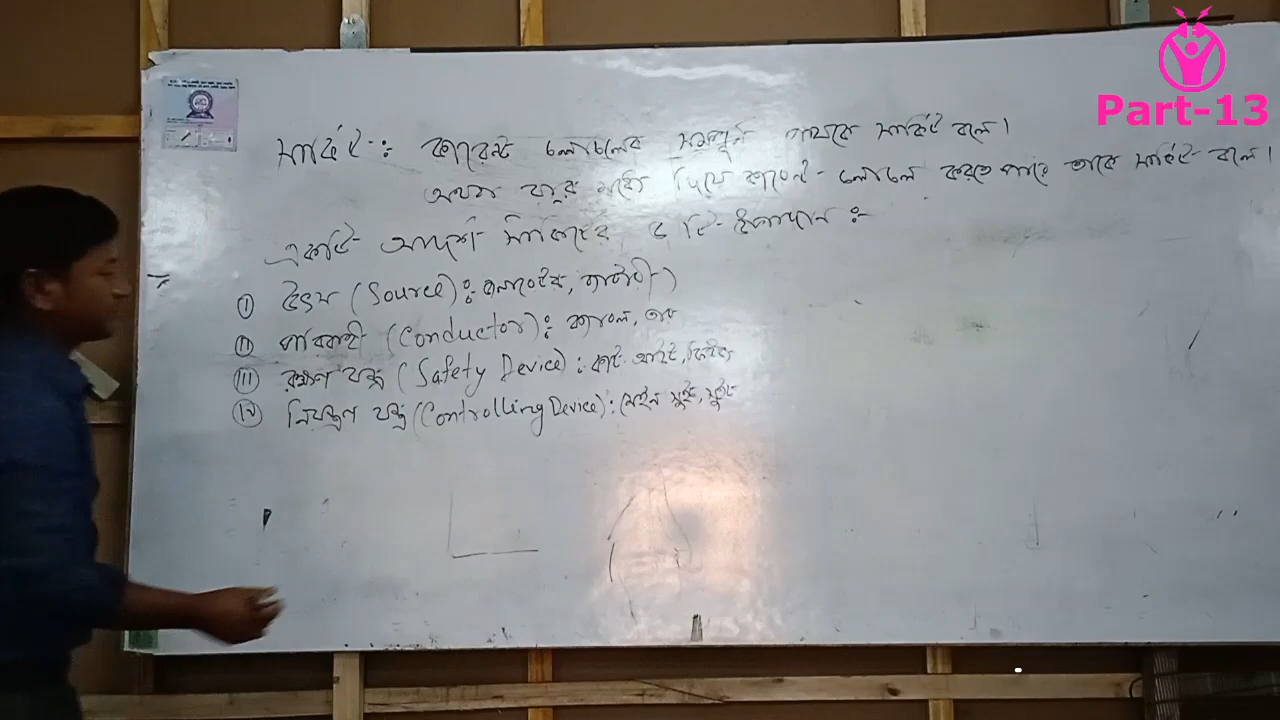 Part-13
সার্কিট ঃ কারেন্ট চলাচলের সম্পূর্ণ পথকে সার্কিট বলে।
অথবা যার মধ্যে দিয়ে কারেন্ট চলাচল করতে পারে তাকে সার্কিট বলে।
একটি আদর্শ সার্কিটের ৫ টি উপাদান ঃ-
I উৎস (Source) ঃ জেনারেটর, ব্যাটারী
II পরিবাহী (Conductor) ঃ ক্যাবল, তার
III রক্ষণ যন্ত্র (Safety Device) : কাট আউট, ফিউজ
IV নিয়ন্ত্রণ যন্ত্র (Controlling Device) : মেইন সুইচ, সুইচ